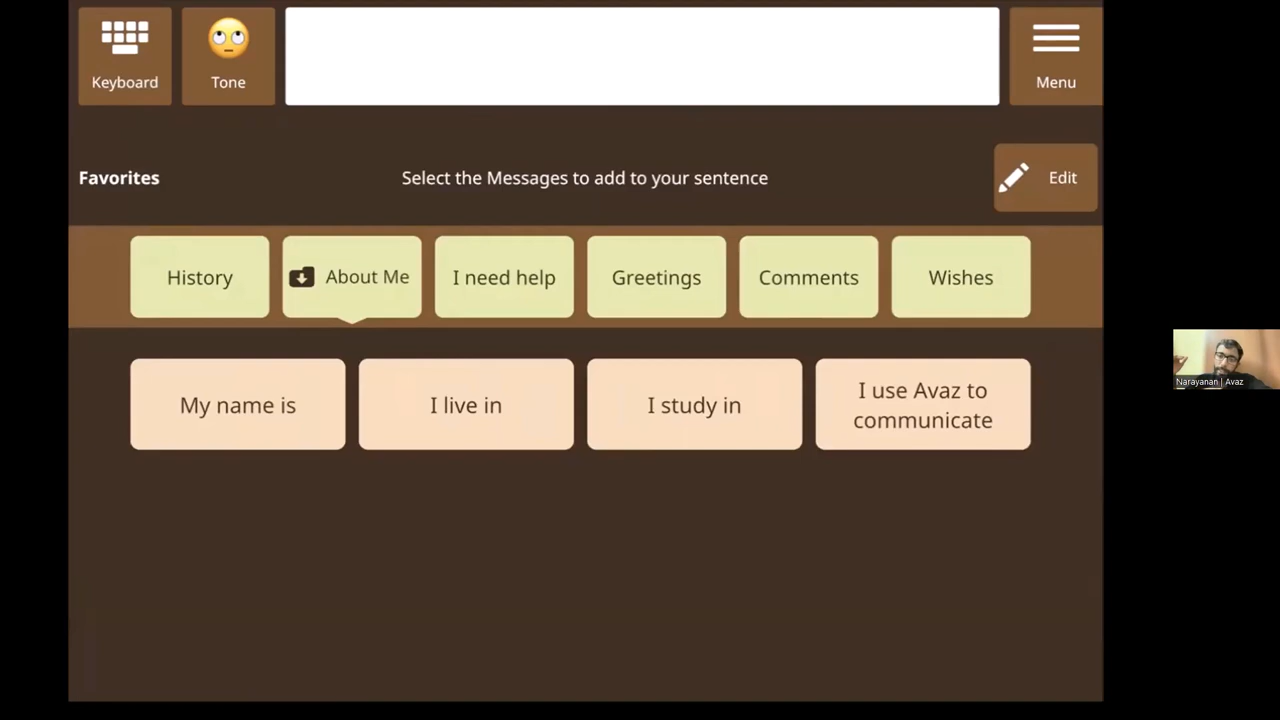 Keyboard
Tone
Menu
Favorites
Select the Messages to add to your sentence
Edit
History
About Me
I need help
Greetings
Comments
Wishes
My name is
I live in
I study in
I use Avaz to
communicate
Narayanan | Avaz